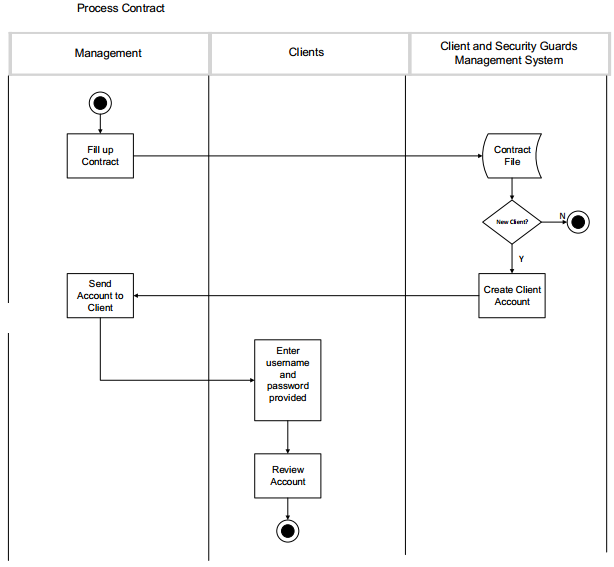 Process Contract
Management
Clients
Client and Security Guards
Management System
Fill up
Contract
Contract
File
New Client?
N
Y
Send
Account to
Client
Create Client
Account
Enter
username
and
password
provided
Review
Account